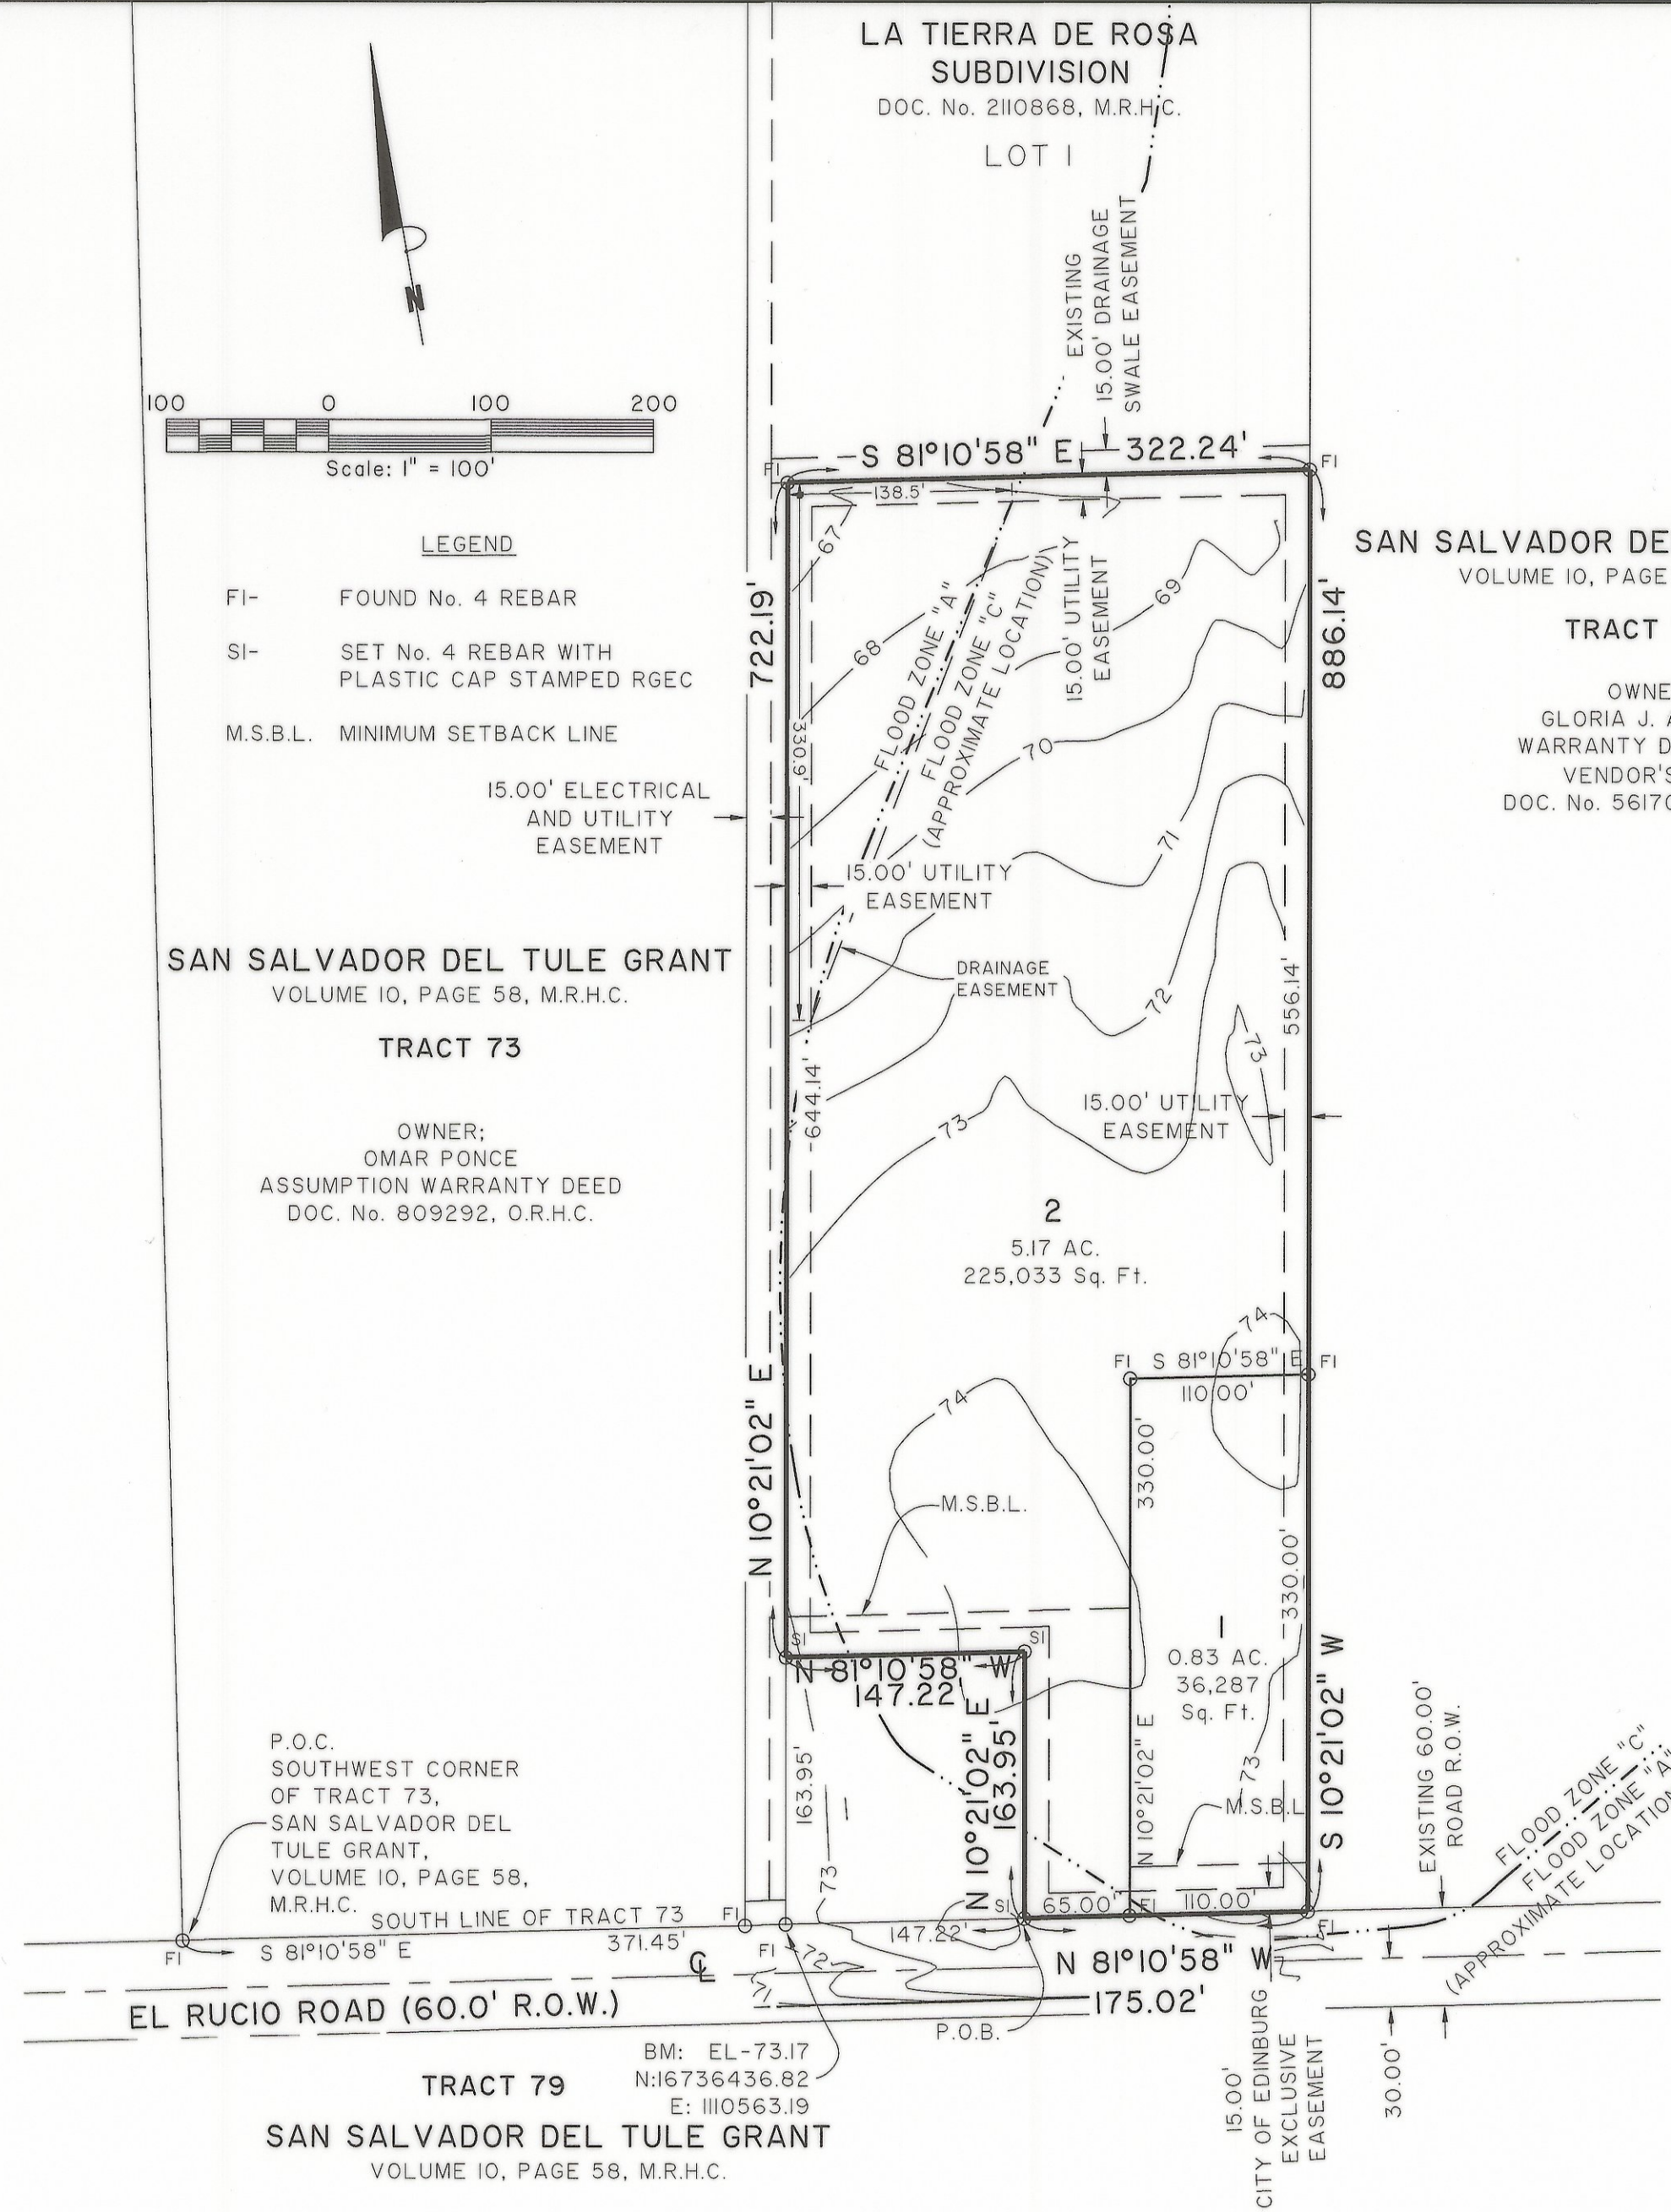 LA TIERRA DE ROSA
SUBDIVISION
DOC. No. 2110868, M.R.H.C.
LOT 1
N
100 0 100 200
Scale: 1" = 100'
LEGEND
FI- FOUND No. 4 REBAR
SI- SET No. 4 REBAR WITH
PLASTIC CAP STAMPED RGEC
M.S.B.L. MINIMUM SETBACK LINE
EXISTING
15.00' DRAINAGE
SWALE EASEMENT
S 81°10'58" E 322.24'
FI
FI
138.5'
67
68
69
70
71
72
73
73
74
74
FLOOD ZONE "A"
FLOOD ZONE "C"
(APPROXIMATE LOCATION)
15.00' UTILITY
EASEMENT
722.19'
886.14'
330.9'
15.00' ELECTRICAL
AND UTILITY
EASEMENT
15.00' UTILITY
EASEMENT
DRAINAGE
EASEMENT
644.14'
556.14'
15.00' UTILITY
EASEMENT
SAN SALVADOR DE
VOLUME 10, PAGE
TRACT
OWNE
GLORIA J. A
WARRANTY D
VENDOR'S
DOC. No. 56170
SAN SALVADOR DEL TULE GRANT
VOLUME 10, PAGE 58, M.R.H.C.
TRACT 73
OWNER;
OMAR PONCE
ASSUMPTION WARRANTY DEED
DOC. No. 809292, O.R.H.C.
2
5.17 AC.
225,033 Sq. Ft.
FI S 81°10'58" E FI
110.00'
330.00'
330.00'
N 10°21'02" E
M.S.B.L.
SI
SI
N 81°10'58" W
147.22'
1
0.83 AC.
36,287
Sq. Ft.
N 10°21'02" E
163.95'
163.95'
N 10°21'02" E
S 10°21'02" W
73
M.S.B.L
EXISTING 60.00'
ROAD R.O.W.
FLOOD ZONE "C"
FLOOD ZONE "A"
(APPROXIMATE LOCATION
P.O.C.
SOUTHWEST CORNER
OF TRACT 73,
SAN SALVADOR DEL
TULE GRANT,
VOLUME 10, PAGE 58,
M.R.H.C.
SOUTH LINE OF TRACT 73
FI
FI
S 81°10'58" E
371.45'
FI
73
72
71
147.22'
SI
65.00'
FI
110.00'
FI
N 81°10'58" W
175.02'
P.O.B.
CL
EL RUCIO ROAD (60.0' R.O.W.)
BM: EL-73.17
N:16736436.82
E: 1110563.19
TRACT 79
SAN SALVADOR DEL TULE GRANT
VOLUME 10, PAGE 58, M.R.H.C.
15.00'
CITY OF EDINBURG
EXCLUSIVE
EASEMENT
30.00'